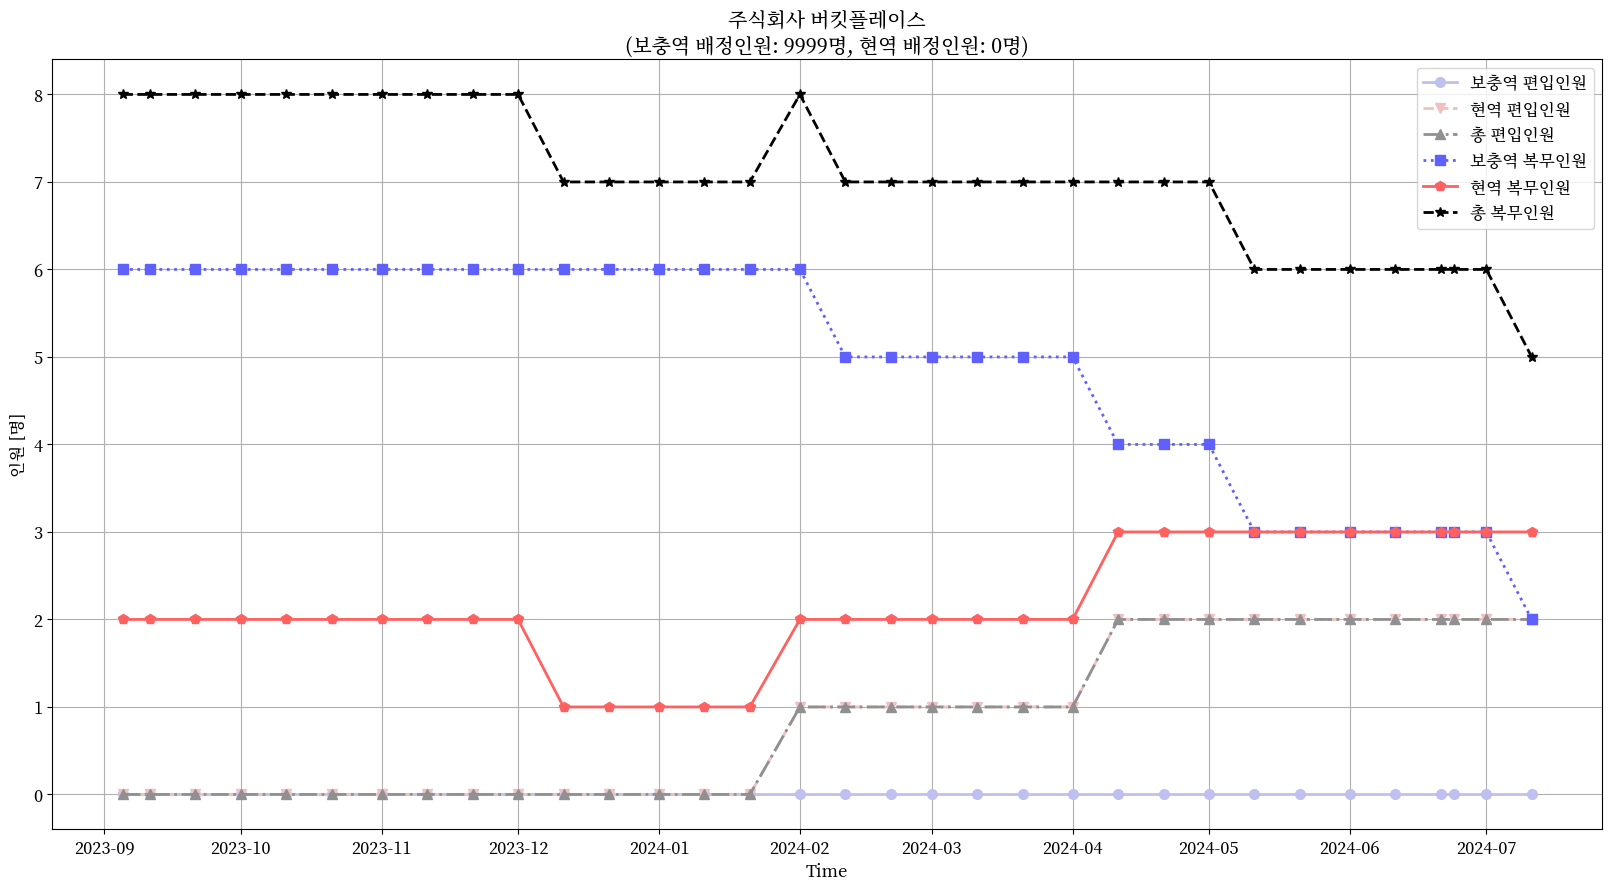 주식회사 버킷플레이스
(보충역 배정인원: 9999명, 현역 배정인원: 0명)
보충역 편입인원
현역 편입인원
총 편입인원
보충역 복무인원
현역 복무인원
총 복무인원
인원 [명]
8
7
6
5
4
3
2
1
0
2023-09 2023-10 2023-11 2023-12 2024-01 2024-02 2024-03 2024-04 2024-05 2024-06 2024-07
Time